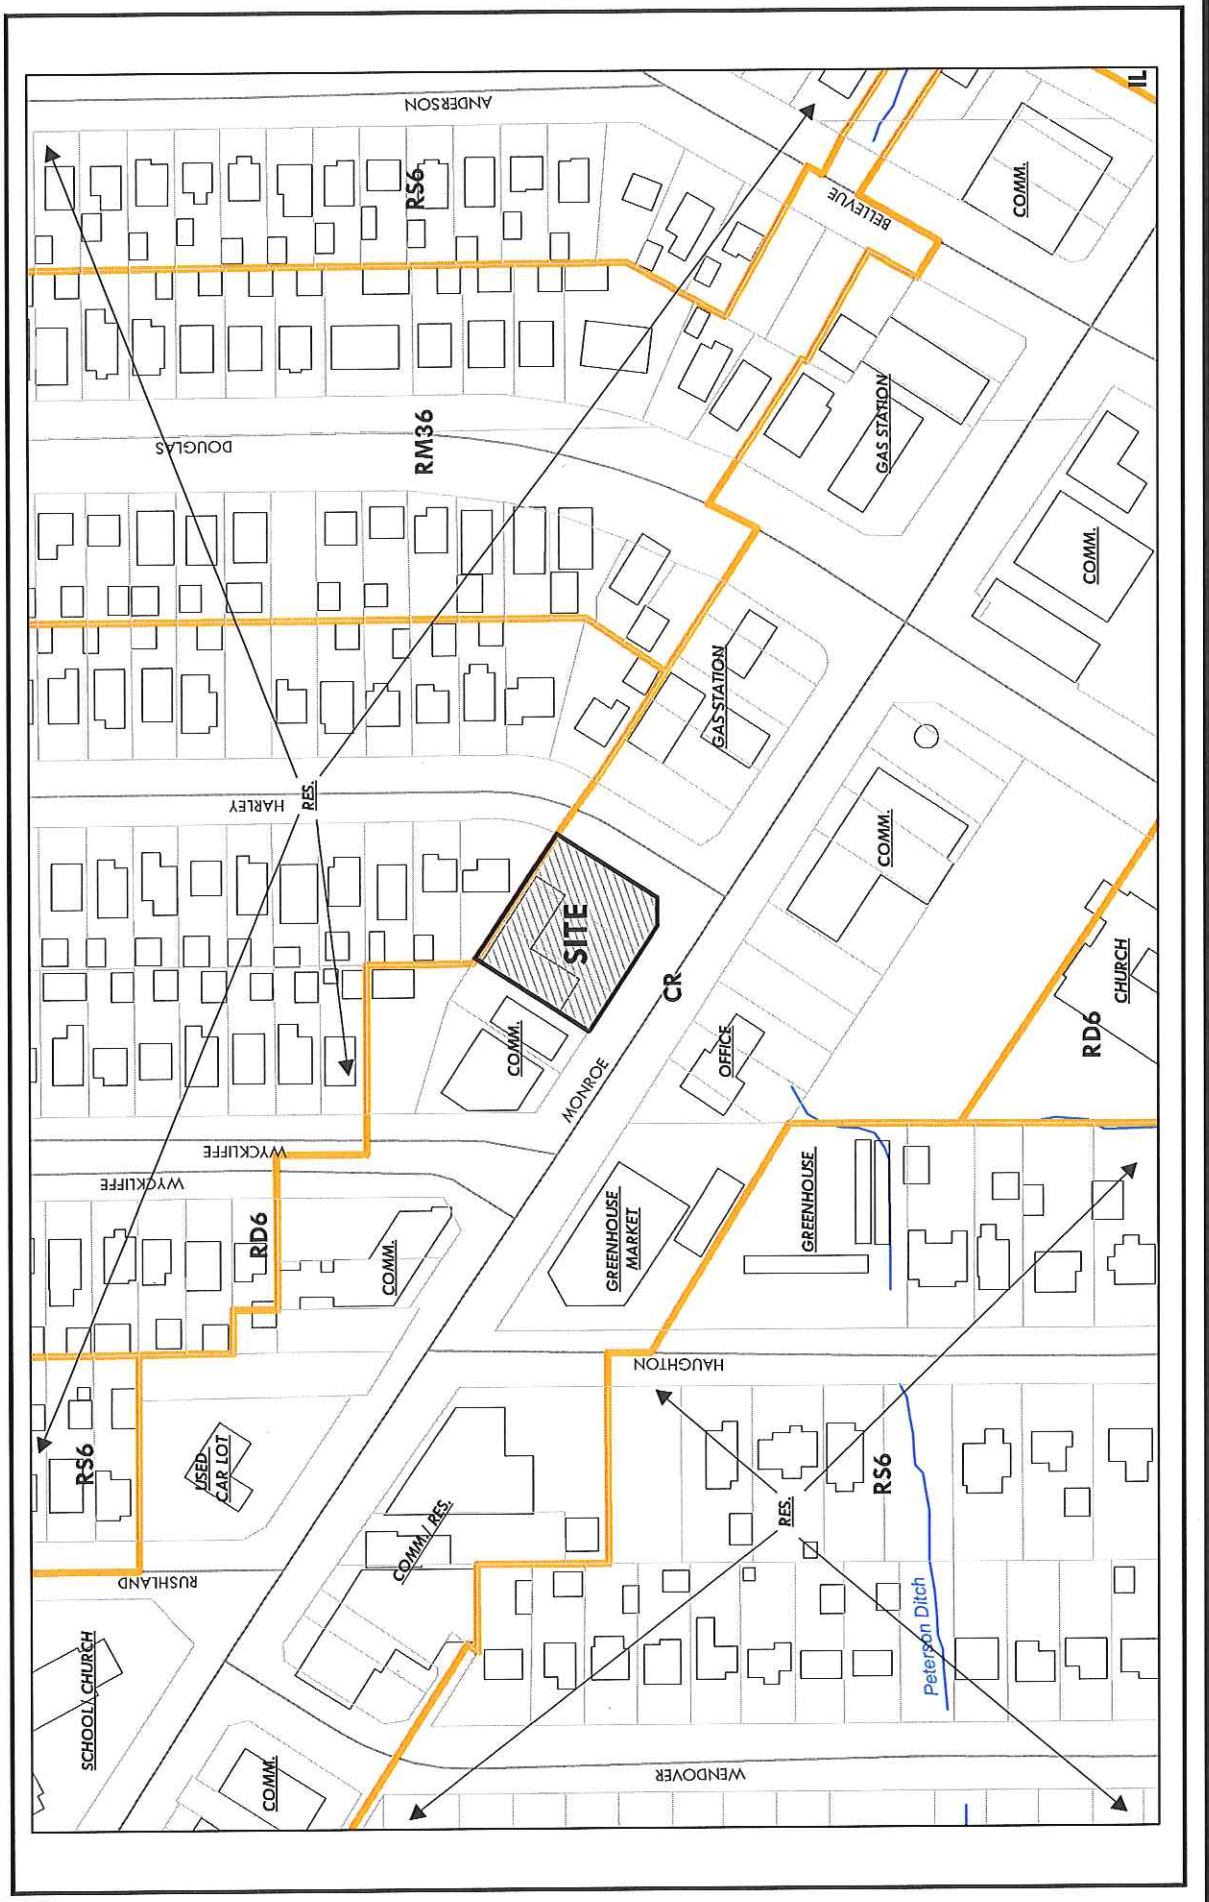 ANDERSON
IL
RS6
COMM.
BELLEVUE
DOUGLAS
RM36
GAS STATION
COMM.
GAS STATION
HARLEY
RES.
COMM.
SITE
CR
CHURCH
RD6
COMM.
OFFICE
MONROE
WYCKLIFFE
WYCKLIFFE
RD6
COMM.
GREENHOUSE
MARKET
GREENHOUSE
HAUGHTON
RS6
USED
CAR LOT
COMM./ RES.
RES.
RS6
RUSHLAND
SCHOOL/ CHURCH
Peterson Ditch
COMM.
WENDOVER